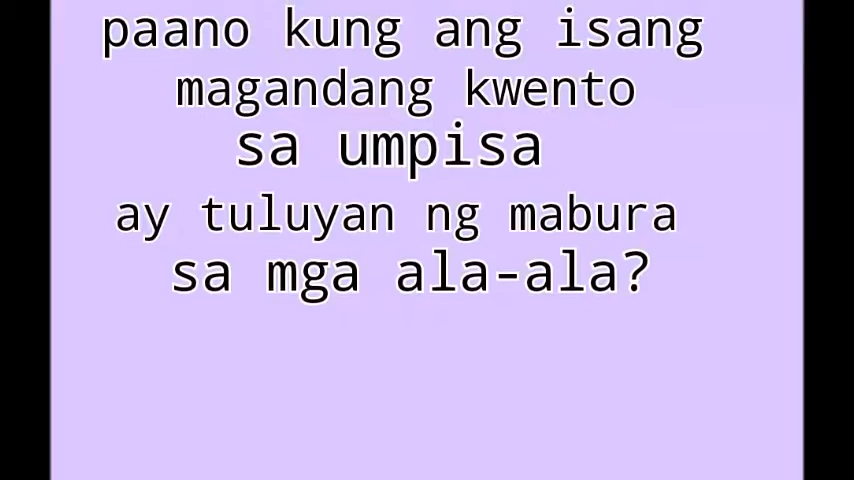 paano kung ang isang
magandang kwento
sa umpisa
ay tuluyan ng mabura
sa mga ala-ala?